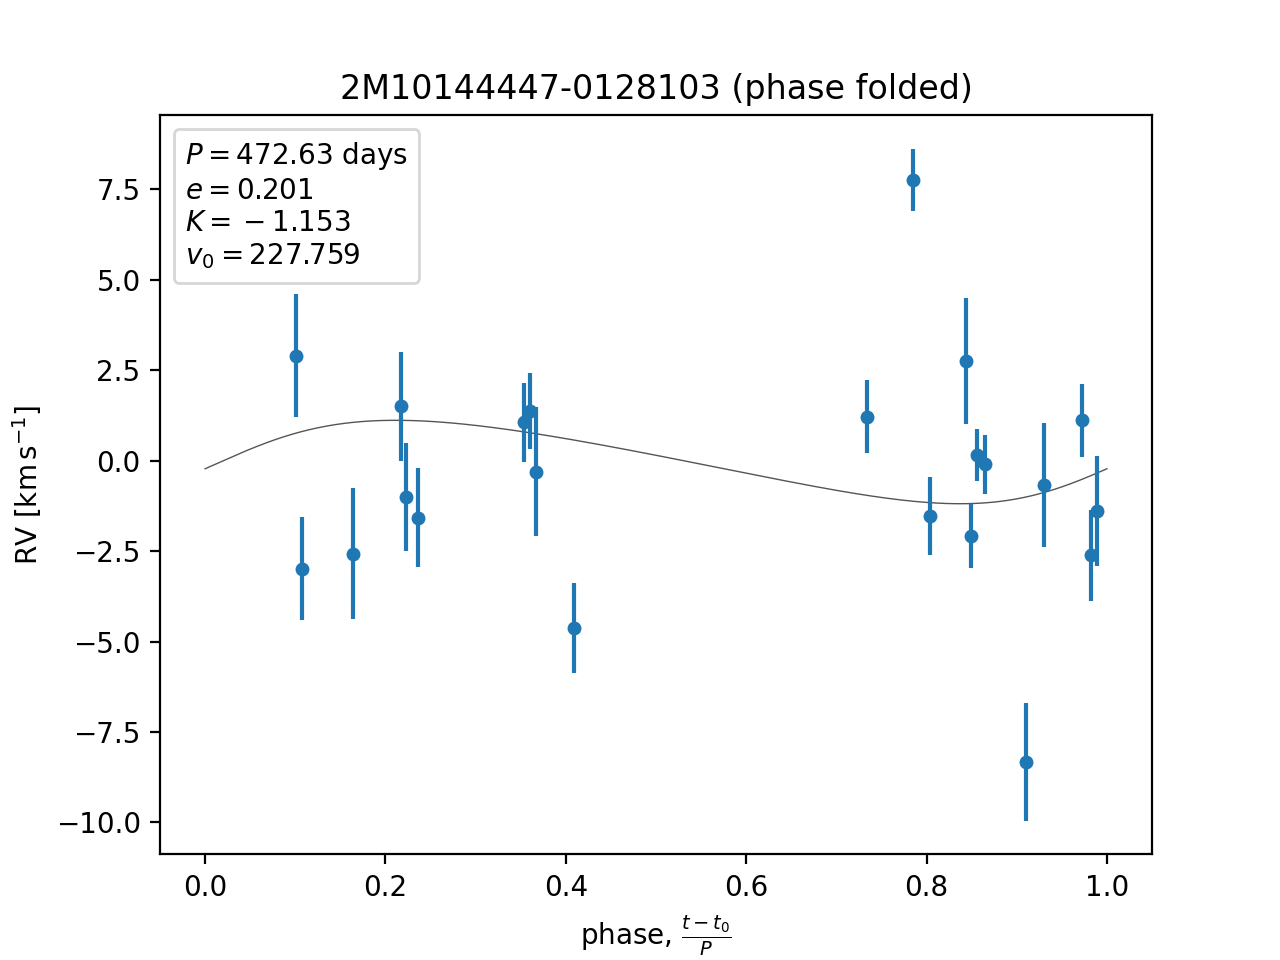 2M10144447-0128103 (phase folded)
P = 472.63 days
e = 0.201
K = −1.153
v₀ = 227.759
7.5
5.0
2.5
0.0
−2.5
−5.0
−7.5
−10.0
RV [km s⁻¹]
0.0 0.2 0.4 0.6 0.8 1.0
phase, (t − t₀)/P